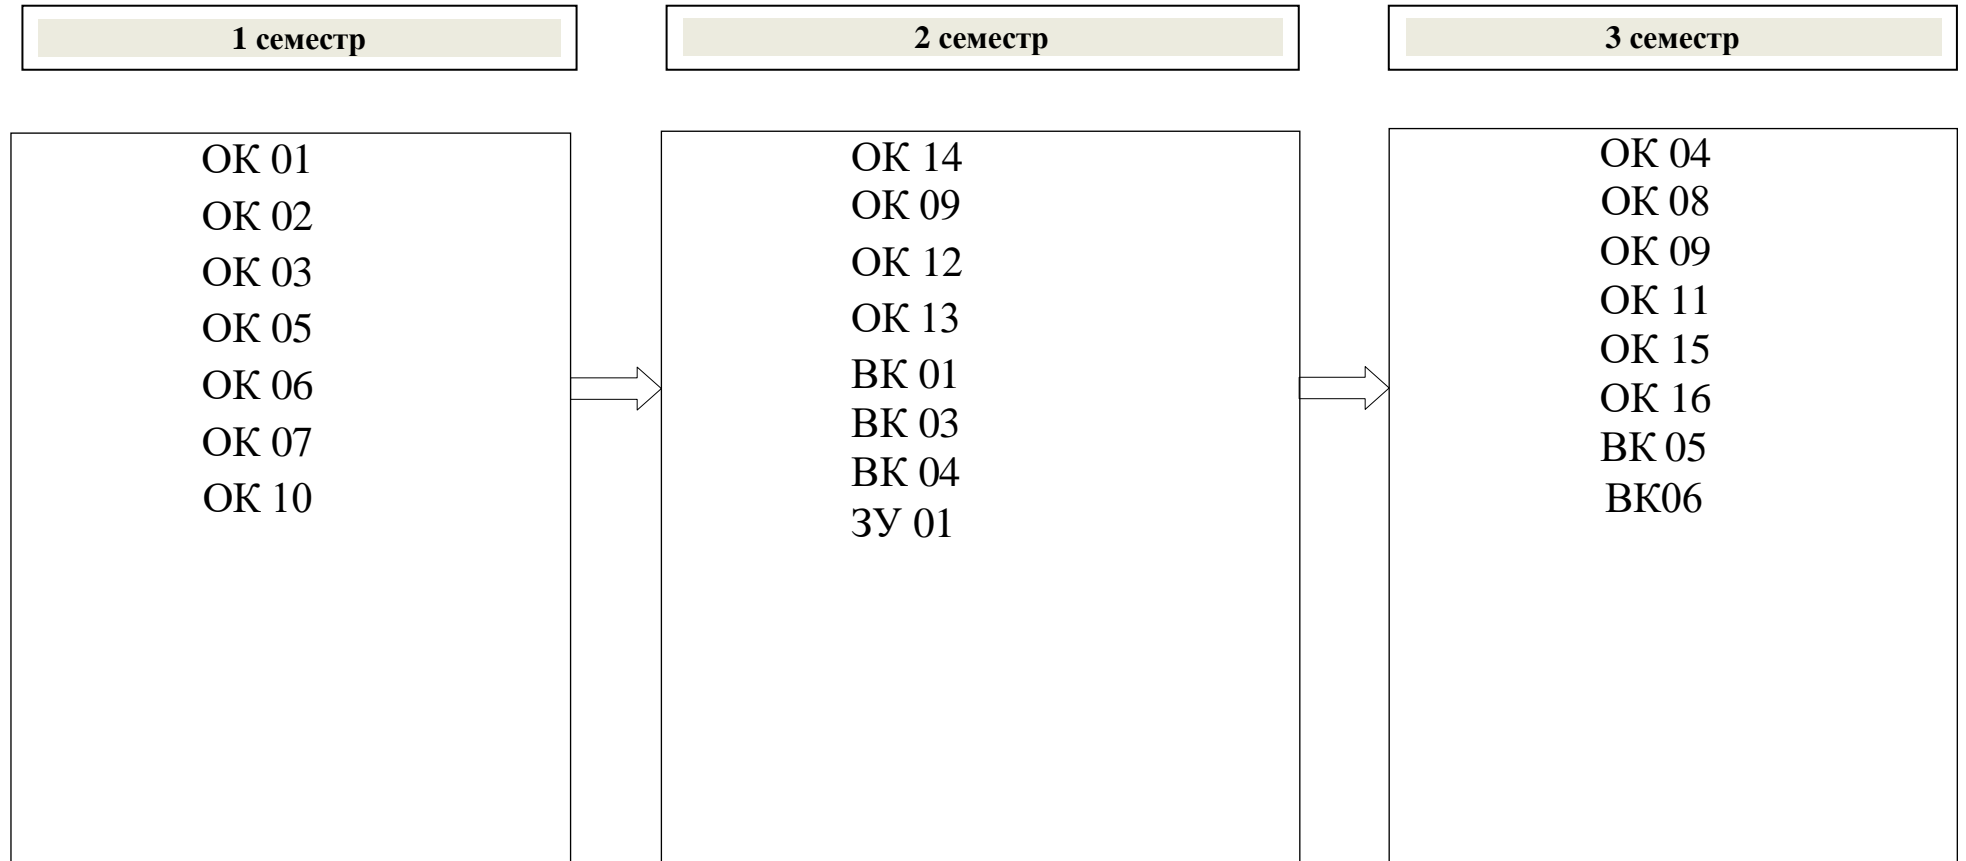 1 семестр
2 семестр
3 семестр
ОК 01
ОК 02
ОК 03
ОК 05
ОК 06
ОК 07
ОК 10
ОК 14
ОК 09
ОК 12
ОК 13
ВК 01
ВК 03
ВК 04
ЗУ 01
ОК 04
ОК 08
ОК 09
ОК 11
ОК 15
ОК 16
ВК 05
ВК06